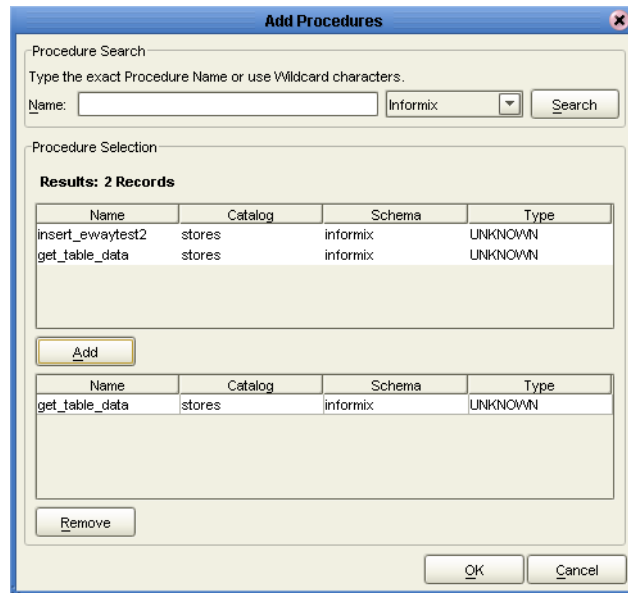 Add Procedures
Procedure Search
Type the exact Procedure Name or use Wildcard characters.
Name: Informix Search
Procedure Selection
Results: 2 Records
Name Catalog Schema Type
insert_ewaytest2 stores informix UNKNOWN
get_table_data stores informix UNKNOWN
Add
Name Catalog Schema Type
get_table_data stores informix UNKNOWN
Remove
OK Cancel